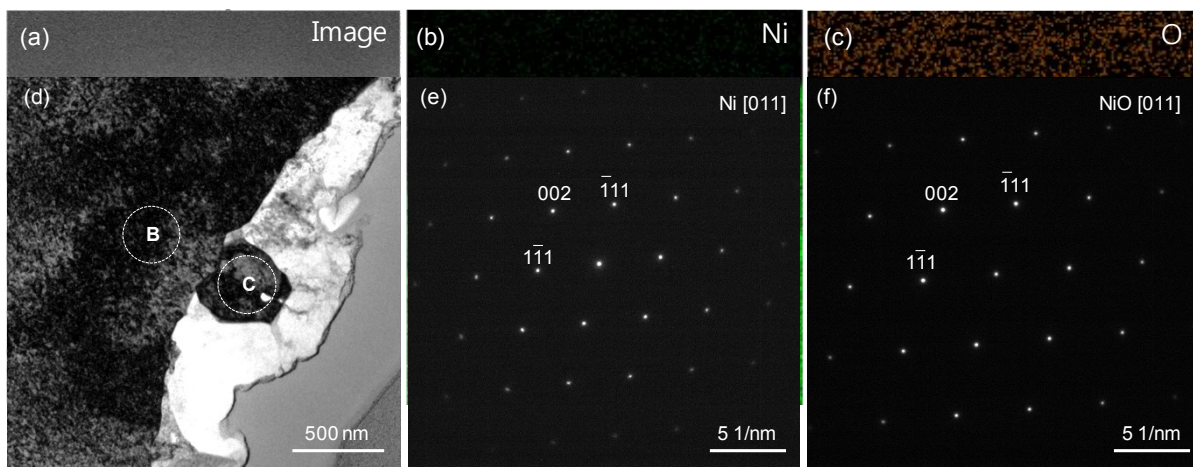 (a) Image
(b) Ni
(c) O
(d)
B
C
500 nm
(e)
Ni [011]
002
1̅11
11̅1
5 1/nm
(f)
NiO [011]
002
1̅11
11̅1
5 1/nm